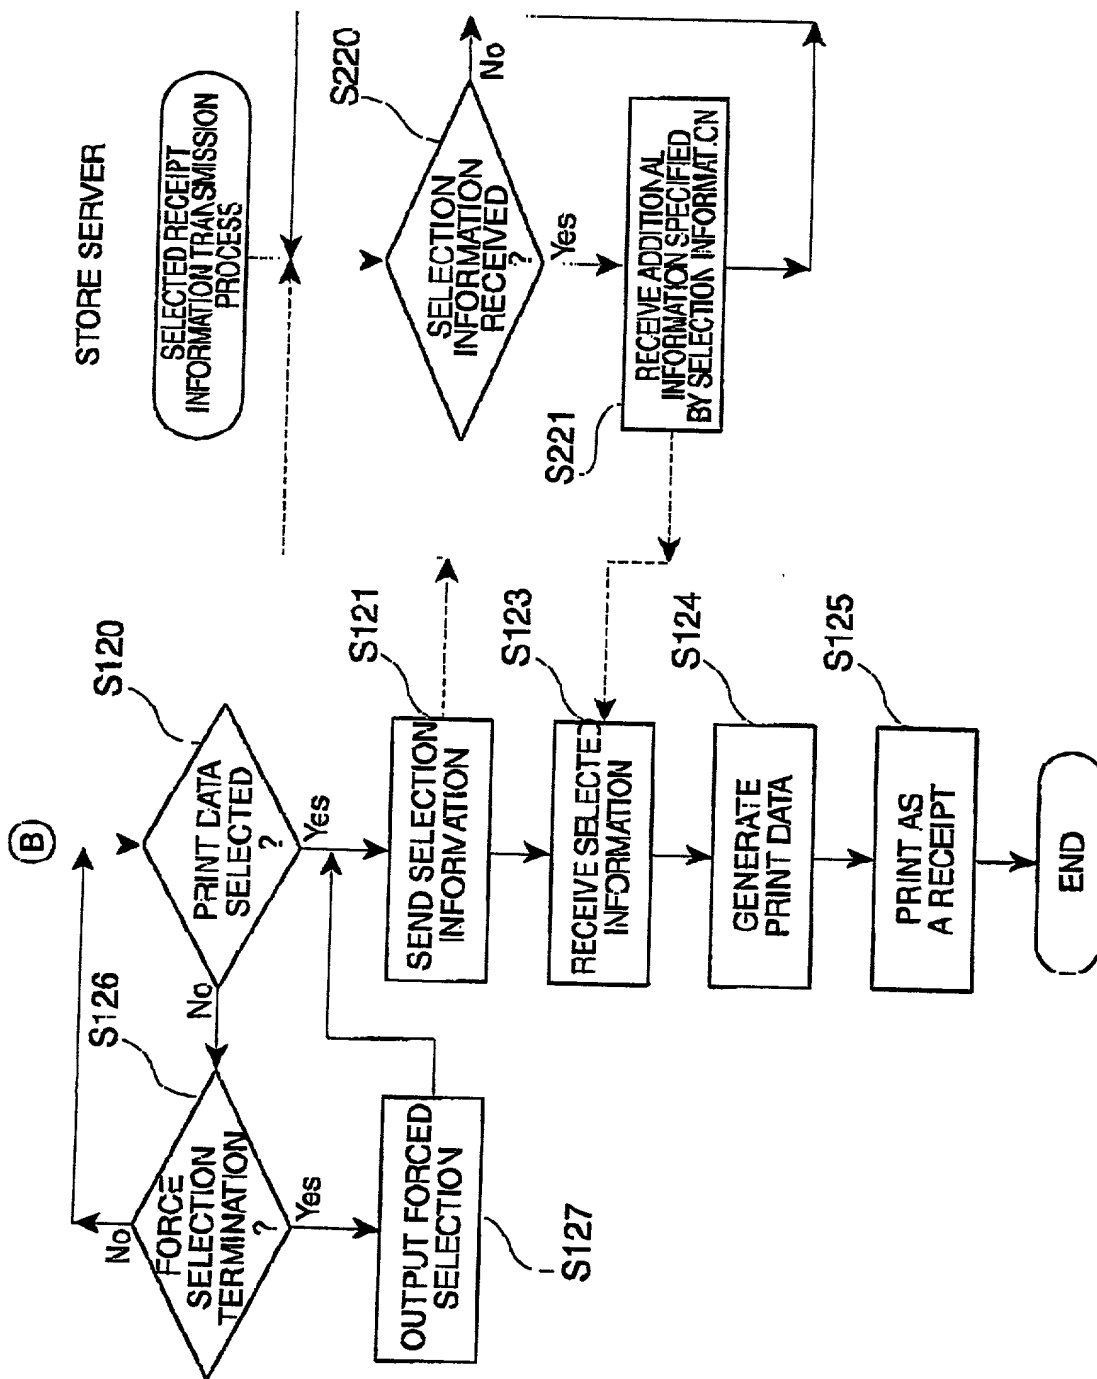 B
PRINT DATA
SELECTED
?
S120
Yes
No
FORCE
SELECTION
TERMINATION
?
S126
No
Yes
OUTPUT FORCED
SELECTION
S127
SEND SELECTION
INFORMATION
S121
RECEIVE SELECTED
INFORMATION
S123
GENERATE
PRINT DATA
S124
PRINT AS
A RECEIPT
S125
END
STORE SERVER
SELECTED RECEIPT
INFORMATION TRANSMISSION
PROCESS
SELECTION
INFORMATION
RECEIVED
?
S220
No
Yes
RECEIVE ADDITIONAL
INFORMATION SPECIFIED
BY SELECTION INFORMAT.CN
S221